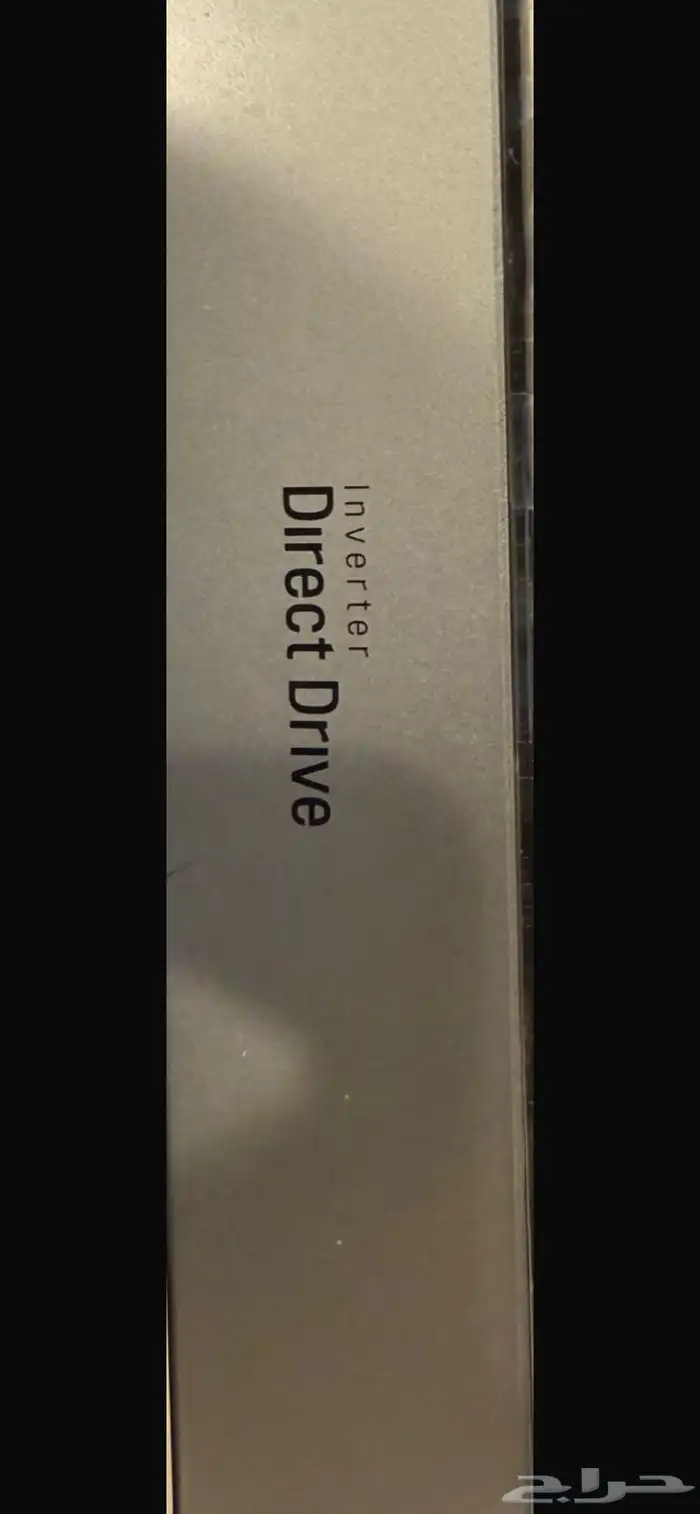 Inverter
Direct Drive
حراج